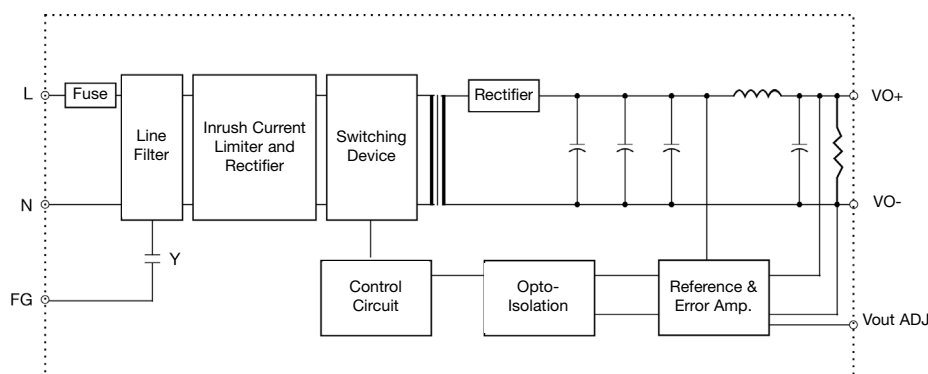 L
Fuse
Line
Filter
Inrush Current
Limiter and
Rectifier
Switching
Device
Rectifier
VO+
N
VO-
Y
FG
Control
Circuit
Opto-
Isolation
Reference &
Error Amp.
Vout ADJ